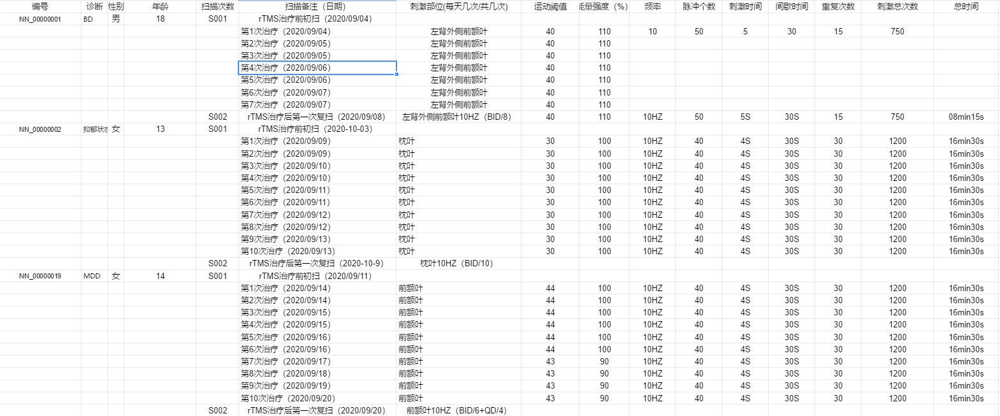 编号 诊断 性别 年龄 扫描次数 扫描备注（日期） 刺激部位(每天几次/共几次) 运动阈值 能量强度（%） 频率 脉冲个数 刺激时间 间歇时间 重复次数 刺激总次数 总时间
NN_00000001 BD 男 18 S001 rTMS治疗前初扫（2020/09/04）
第1次治疗（2020/09/04） 左背外侧前额叶 40 110 10 50 5 30 15 750
第2次治疗（2020/09/05） 左背外侧前额叶 40 110
第3次治疗（2020/09/05） 左背外侧前额叶 40 110
第4次治疗（2020/09/06） 左背外侧前额叶 40 110
第5次治疗（2020/09/06） 左背外侧前额叶 40 110
第6次治疗（2020/09/07） 左背外侧前额叶 40 110
第7次治疗（2020/09/07） 左背外侧前额叶 40 110
S002 rTMS治疗后第一次复扫（2020/09/08） 左背外侧前额叶10HZ（BID/8） 40 110 10HZ 50 5S 30S 15 750 08min15s
NN_00000002 抑郁状态 女 13 S001 rTMS治疗前初扫（2020-10-03）
第1次治疗（2020/09/09） 枕叶 30 100 10HZ 40 4S 30S 30 1200 16min30s
第2次治疗（2020/09/09） 枕叶 30 100 10HZ 40 4S 30S 30 1200 16min30s
第3次治疗（2020/09/10） 枕叶 30 100 10HZ 40 4S 30S 30 1200 16min30s
第4次治疗（2020/09/10） 枕叶 30 100 10HZ 40 4S 30S 30 1200 16min30s
第5次治疗（2020/09/11） 枕叶 30 100 10HZ 40 4S 30S 30 1200 16min30s
第6次治疗（2020/09/11） 枕叶 30 100 10HZ 40 4S 30S 30 1200 16min30s
第7次治疗（2020/09/12） 枕叶 30 100 10HZ 40 4S 30S 30 1200 16min30s
第8次治疗（2020/09/12） 枕叶 30 100 10HZ 40 4S 30S 30 1200 16min30s
第9次治疗（2020/09/13） 枕叶 30 100 10HZ 40 4S 30S 30 1200 16min30s
第10次治疗（2020/09/13） 枕叶 30 100 10HZ 40 4S 30S 30 1200 16min30s
S002 rTMS治疗后第一次复扫（2020-10-9） 枕叶10HZ（BID/10）
NN_00000019 MDD 女 14 S001 rTMS治疗前初扫（2020/09/11）
第1次治疗（2020/09/14） 前额叶 44 100 10HZ 40 4S 30S 30 1200 16min30s
第2次治疗（2020/09/14） 前额叶 44 100 10HZ 40 4S 30S 30 1200 16min30s
第3次治疗（2020/09/15） 前额叶 44 100 10HZ 40 4S 30S 30 1200 16min30s
第4次治疗（2020/09/15） 前额叶 44 100 10HZ 40 4S 30S 30 1200 16min30s
第5次治疗（2020/09/16） 前额叶 44 100 10HZ 40 4S 30S 30 1200 16min30s
第6次治疗（2020/09/16） 前额叶 44 100 10HZ 40 4S 30S 30 1200 16min30s
第7次治疗（2020/09/17） 前额叶 43 90 10HZ 40 4S 30S 30 1200 16min30s
第8次治疗（2020/09/18） 前额叶 43 90 10HZ 40 4S 30S 30 1200 16min30s
第9次治疗（2020/09/19） 前额叶 43 90 10HZ 40 4S 30S 30 1200 16min30s
第10次治疗（2020/09/20） 前额叶 43 90 10HZ 40 4S 30S 30 1200 16min30s
S002 rTMS治疗后第一次复扫（2020/09/20） 前额叶10HZ（BID/6+QD/4）